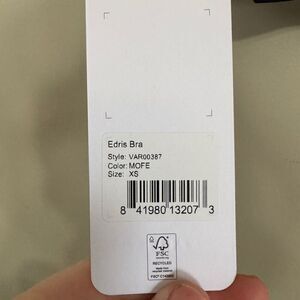 Edris Bra
Style: VAR00387
Color: MOFE
Size: XS
8 41980 13207 3
FSC
RECYCLED